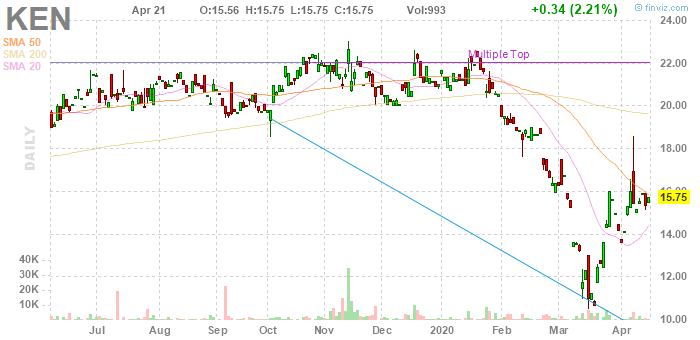 KEN Apr 21 O:15.56 H:15.75 L:15.75 C:15.75 Vol:993 +0.34 (2.21%) © finviz.com
SMA 50
SMA 200
SMA 20
Multiple Top
DAILY
24.00
22.00
20.00
18.00
16.00
15.75
14.00
12.00
10.00
40K
30K
20K
10K
Jul Aug Sep Oct Nov Dec 2020 Feb Mar Apr